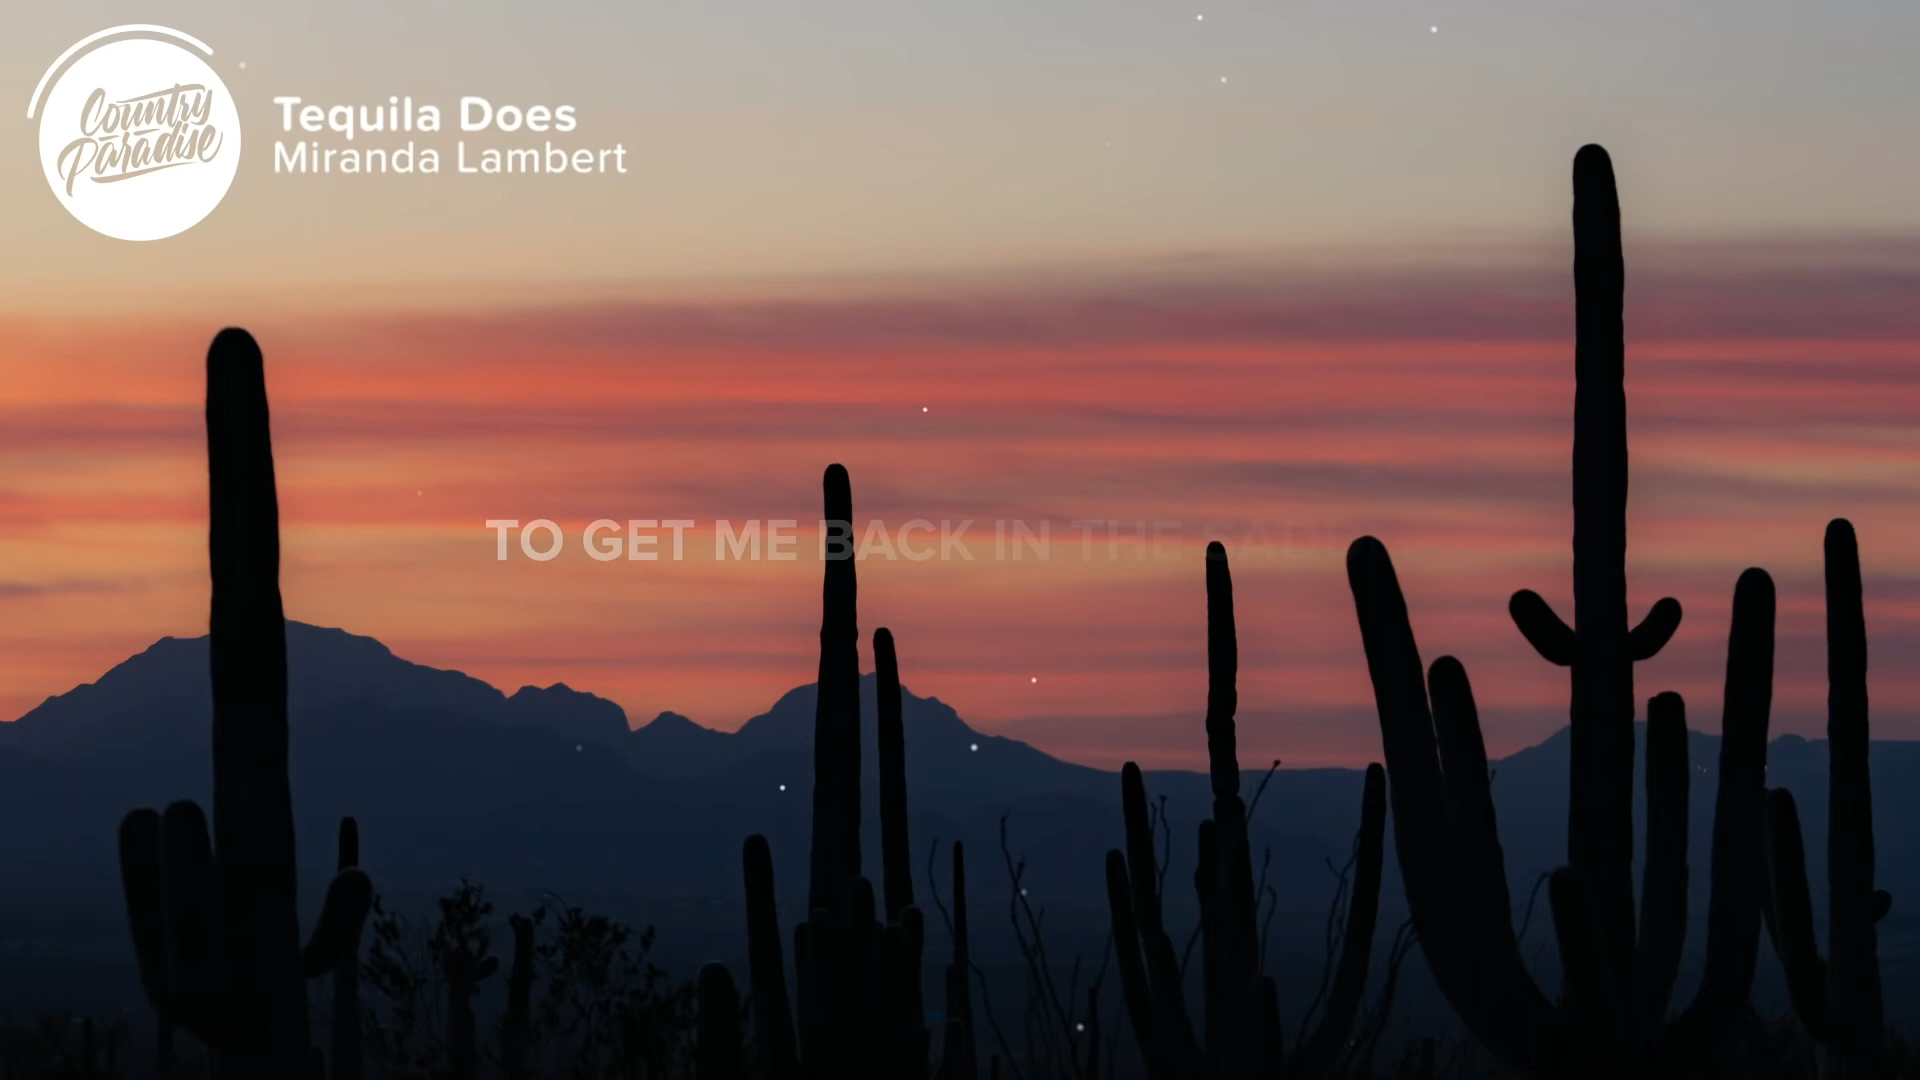 Country
Paradise
Tequila Does
Miranda Lambert
TO GET ME BACK IN THE